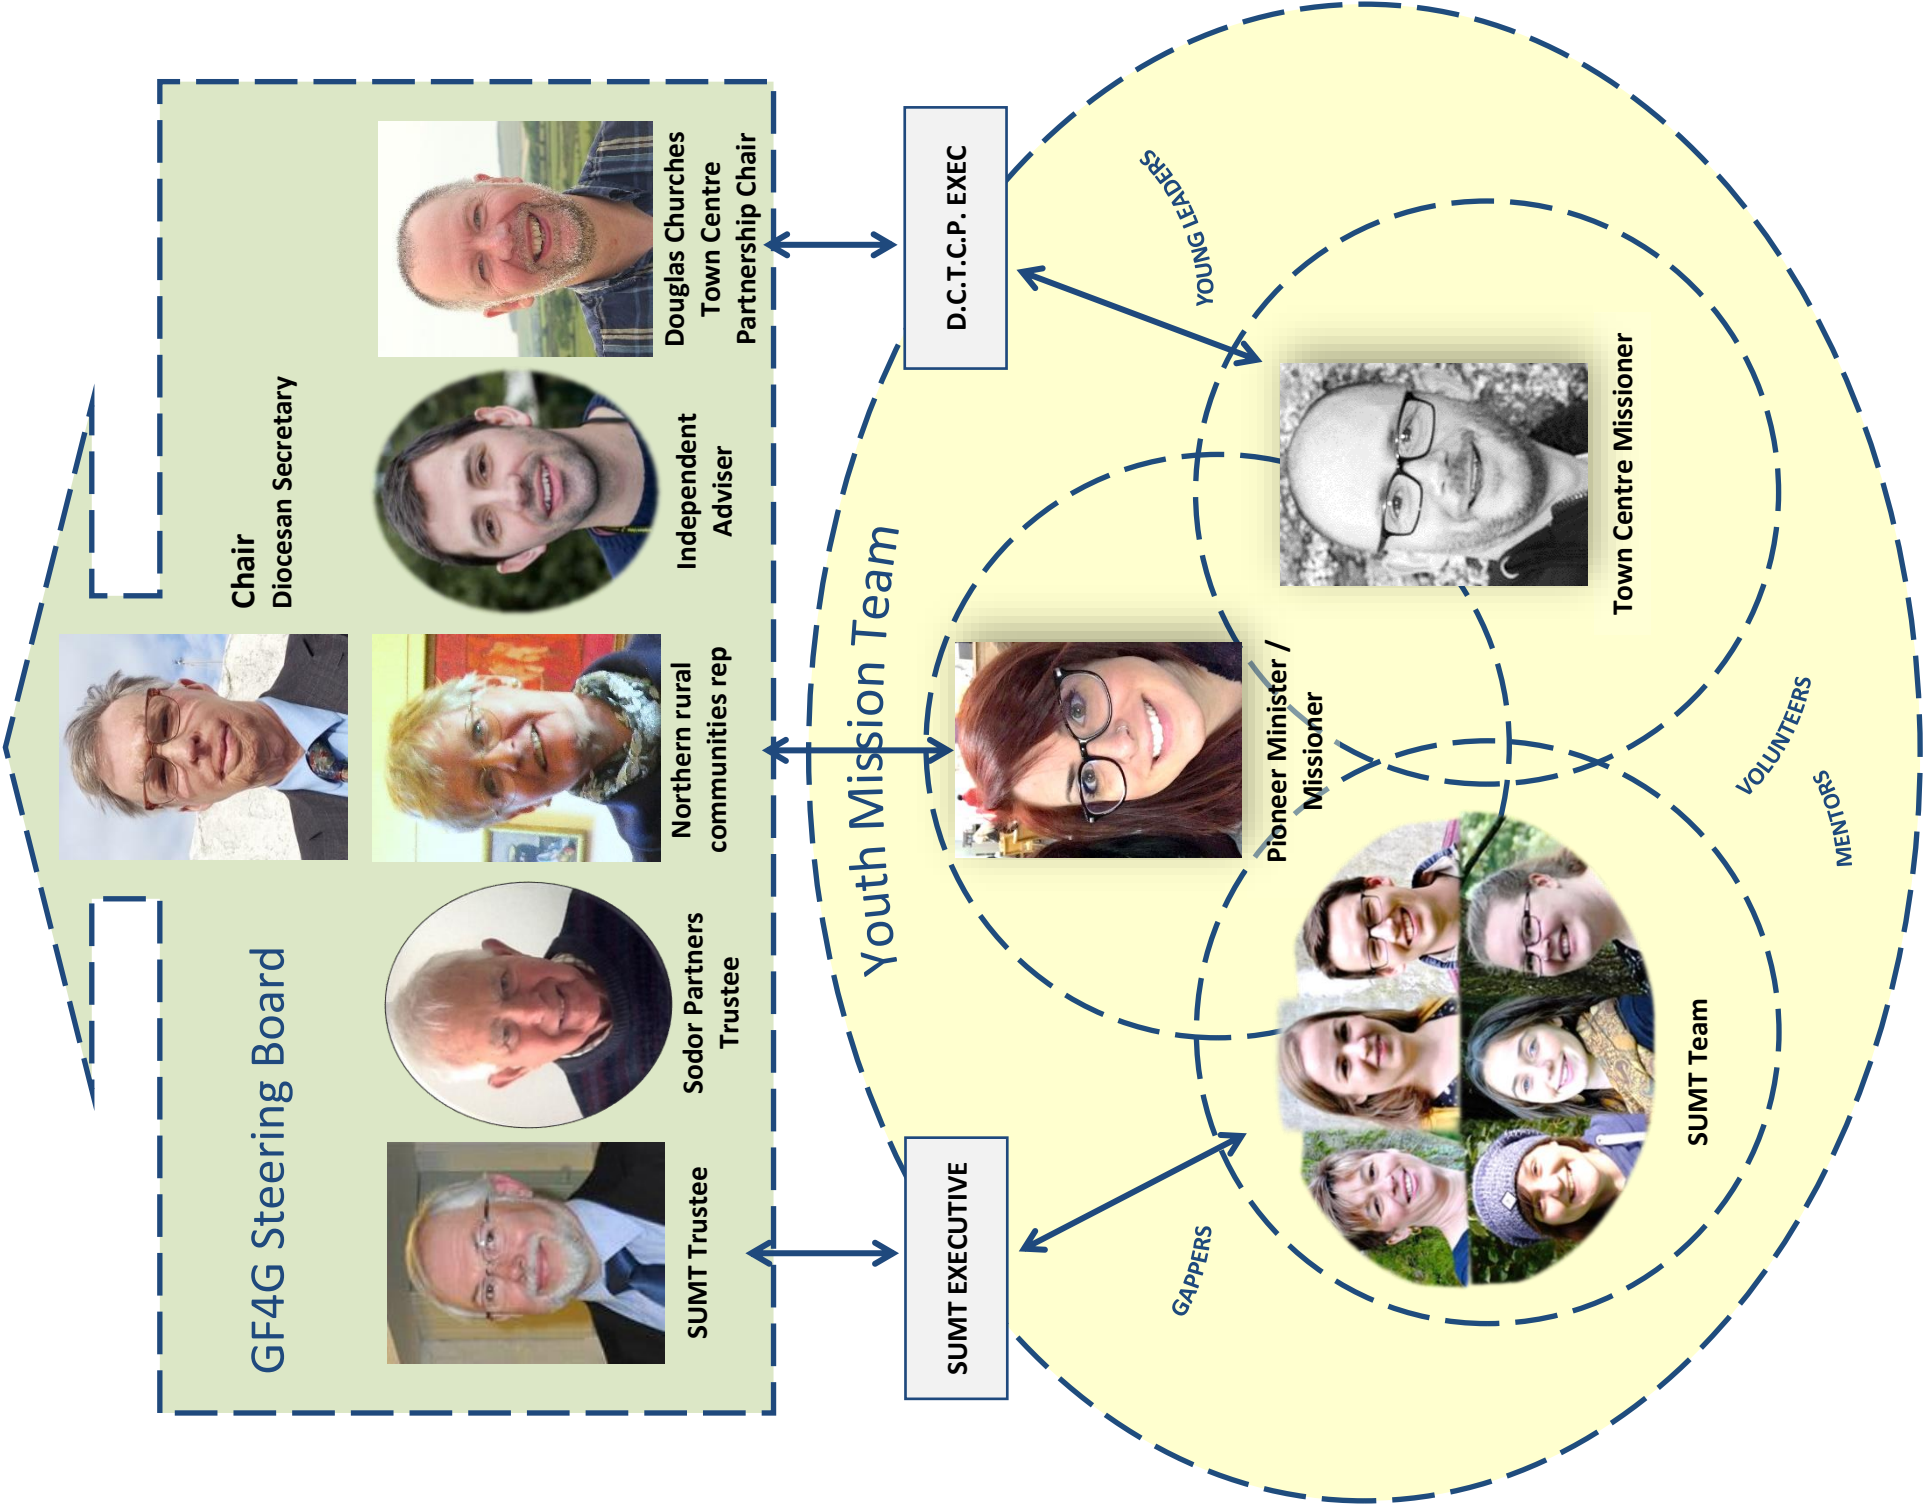 Chair
Diocesan Secretary
GF4G Steering Board
SUMT Trustee
Sodor Partners
Trustee
Northern rural
communities rep
Independent
Adviser
Douglas Churches
Town Centre
Partnership Chair
SUMT EXECUTIVE
D.C.T.C.P. EXEC
Youth Mission Team
Pioneer Minister /
Missioner
GAPPERS
YOUNG LEADERS
Town Centre Missioner
SUMT Team
VOLUNTEERS
MENTORS